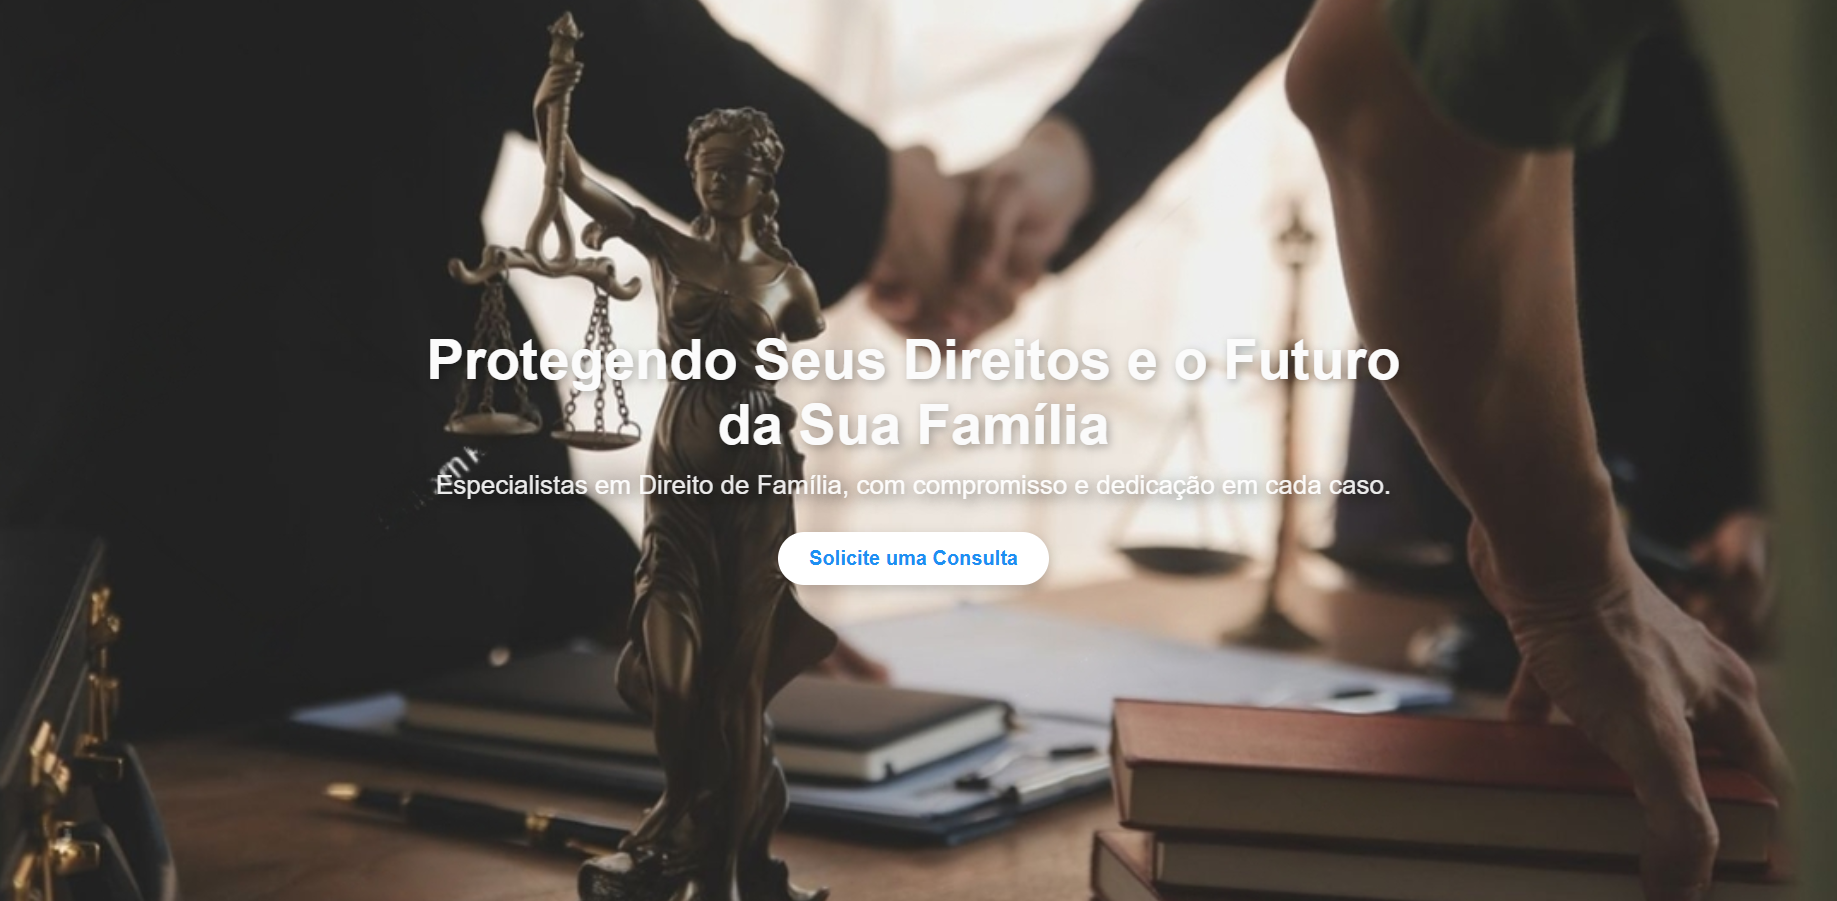 Protegendo Seus Direitos e o Futuro
da Sua Família
Especialistas em Direito de Família, com compromisso e dedicação em cada caso.
Solicite uma Consulta